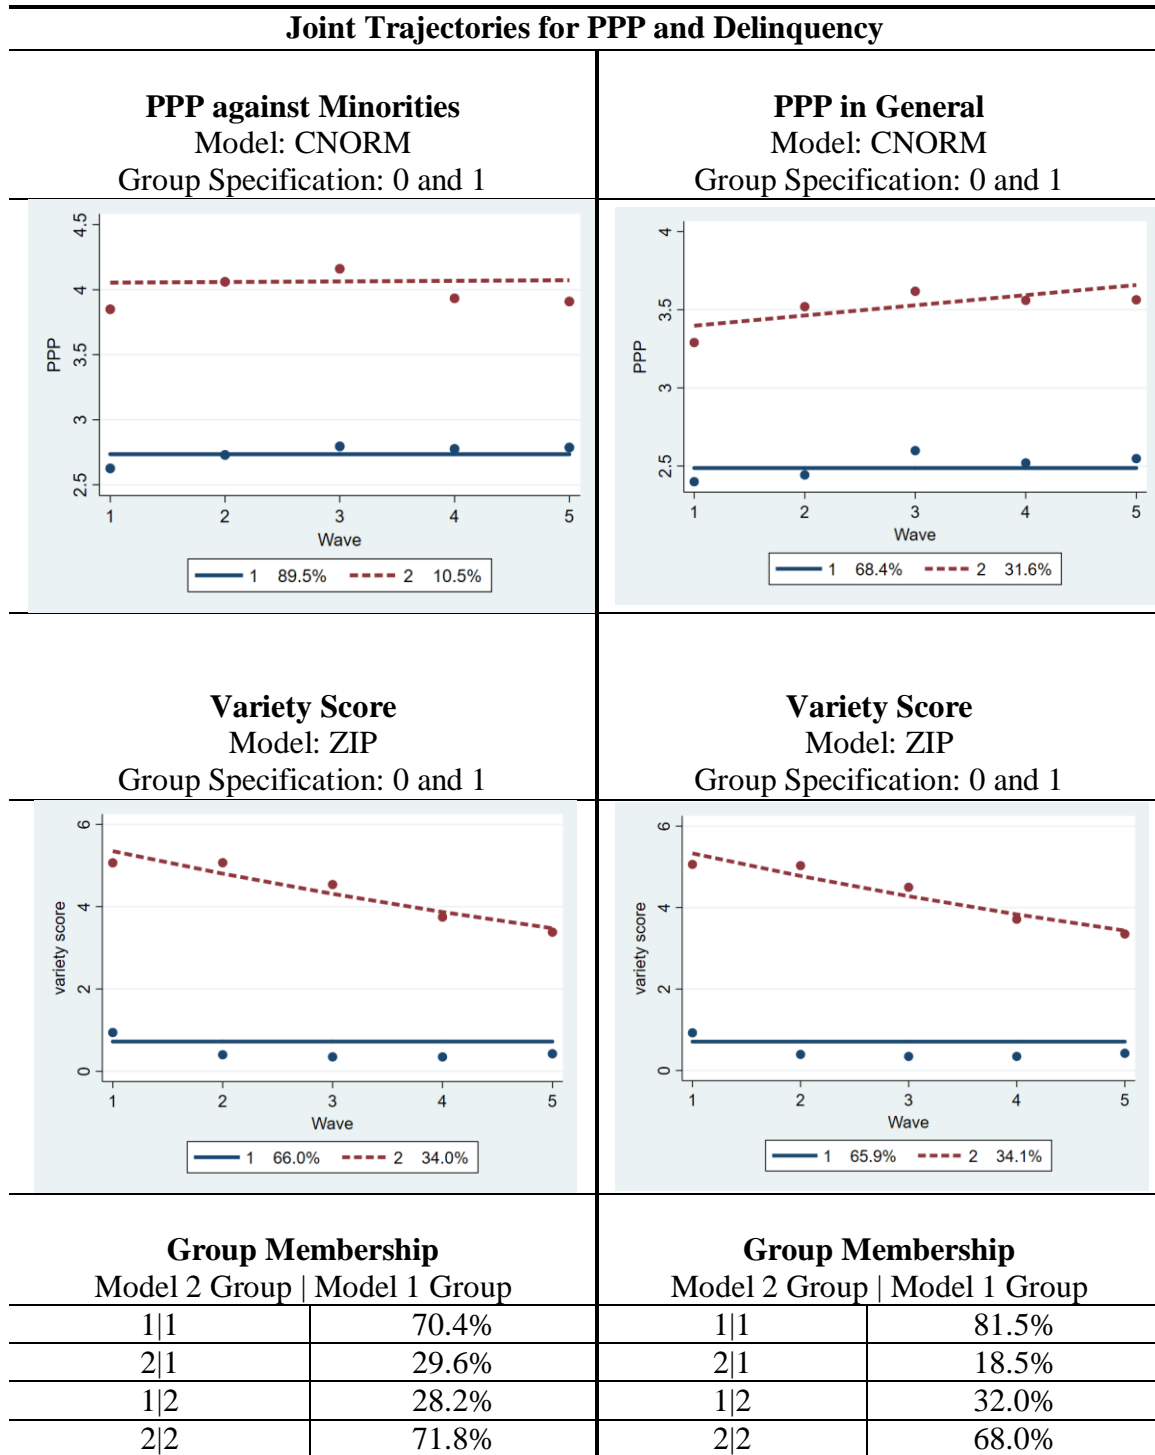 Joint Trajectories for PPP and Delinquency
PPP against Minorities
Model: CNORM
Group Specification: 0 and 1
PPP in General
Model: CNORM
Group Specification: 0 and 1
4.5
4
3.5
3
2.5
PPP
1 2 3 4 5
Wave
1 89.5% 2 10.5%
4
3.5
3
2.5
PPP
1 2 3 4 5
Wave
1 68.4% 2 31.6%
Variety Score
Model: ZIP
Group Specification: 0 and 1
Variety Score
Model: ZIP
Group Specification: 0 and 1
6
4
2
0
variety score
1 2 3 4 5
Wave
1 66.0% 2 34.0%
6
4
2
0
variety score
1 2 3 4 5
Wave
1 65.9% 2 34.1%
Group Membership
Model 2 Group | Model 1 Group
Group Membership
Model 2 Group | Model 1 Group
1|1 70.4% 1|1 81.5%
2|1 29.6% 2|1 18.5%
1|2 28.2% 1|2 32.0%
2|2 71.8% 2|2 68.0%